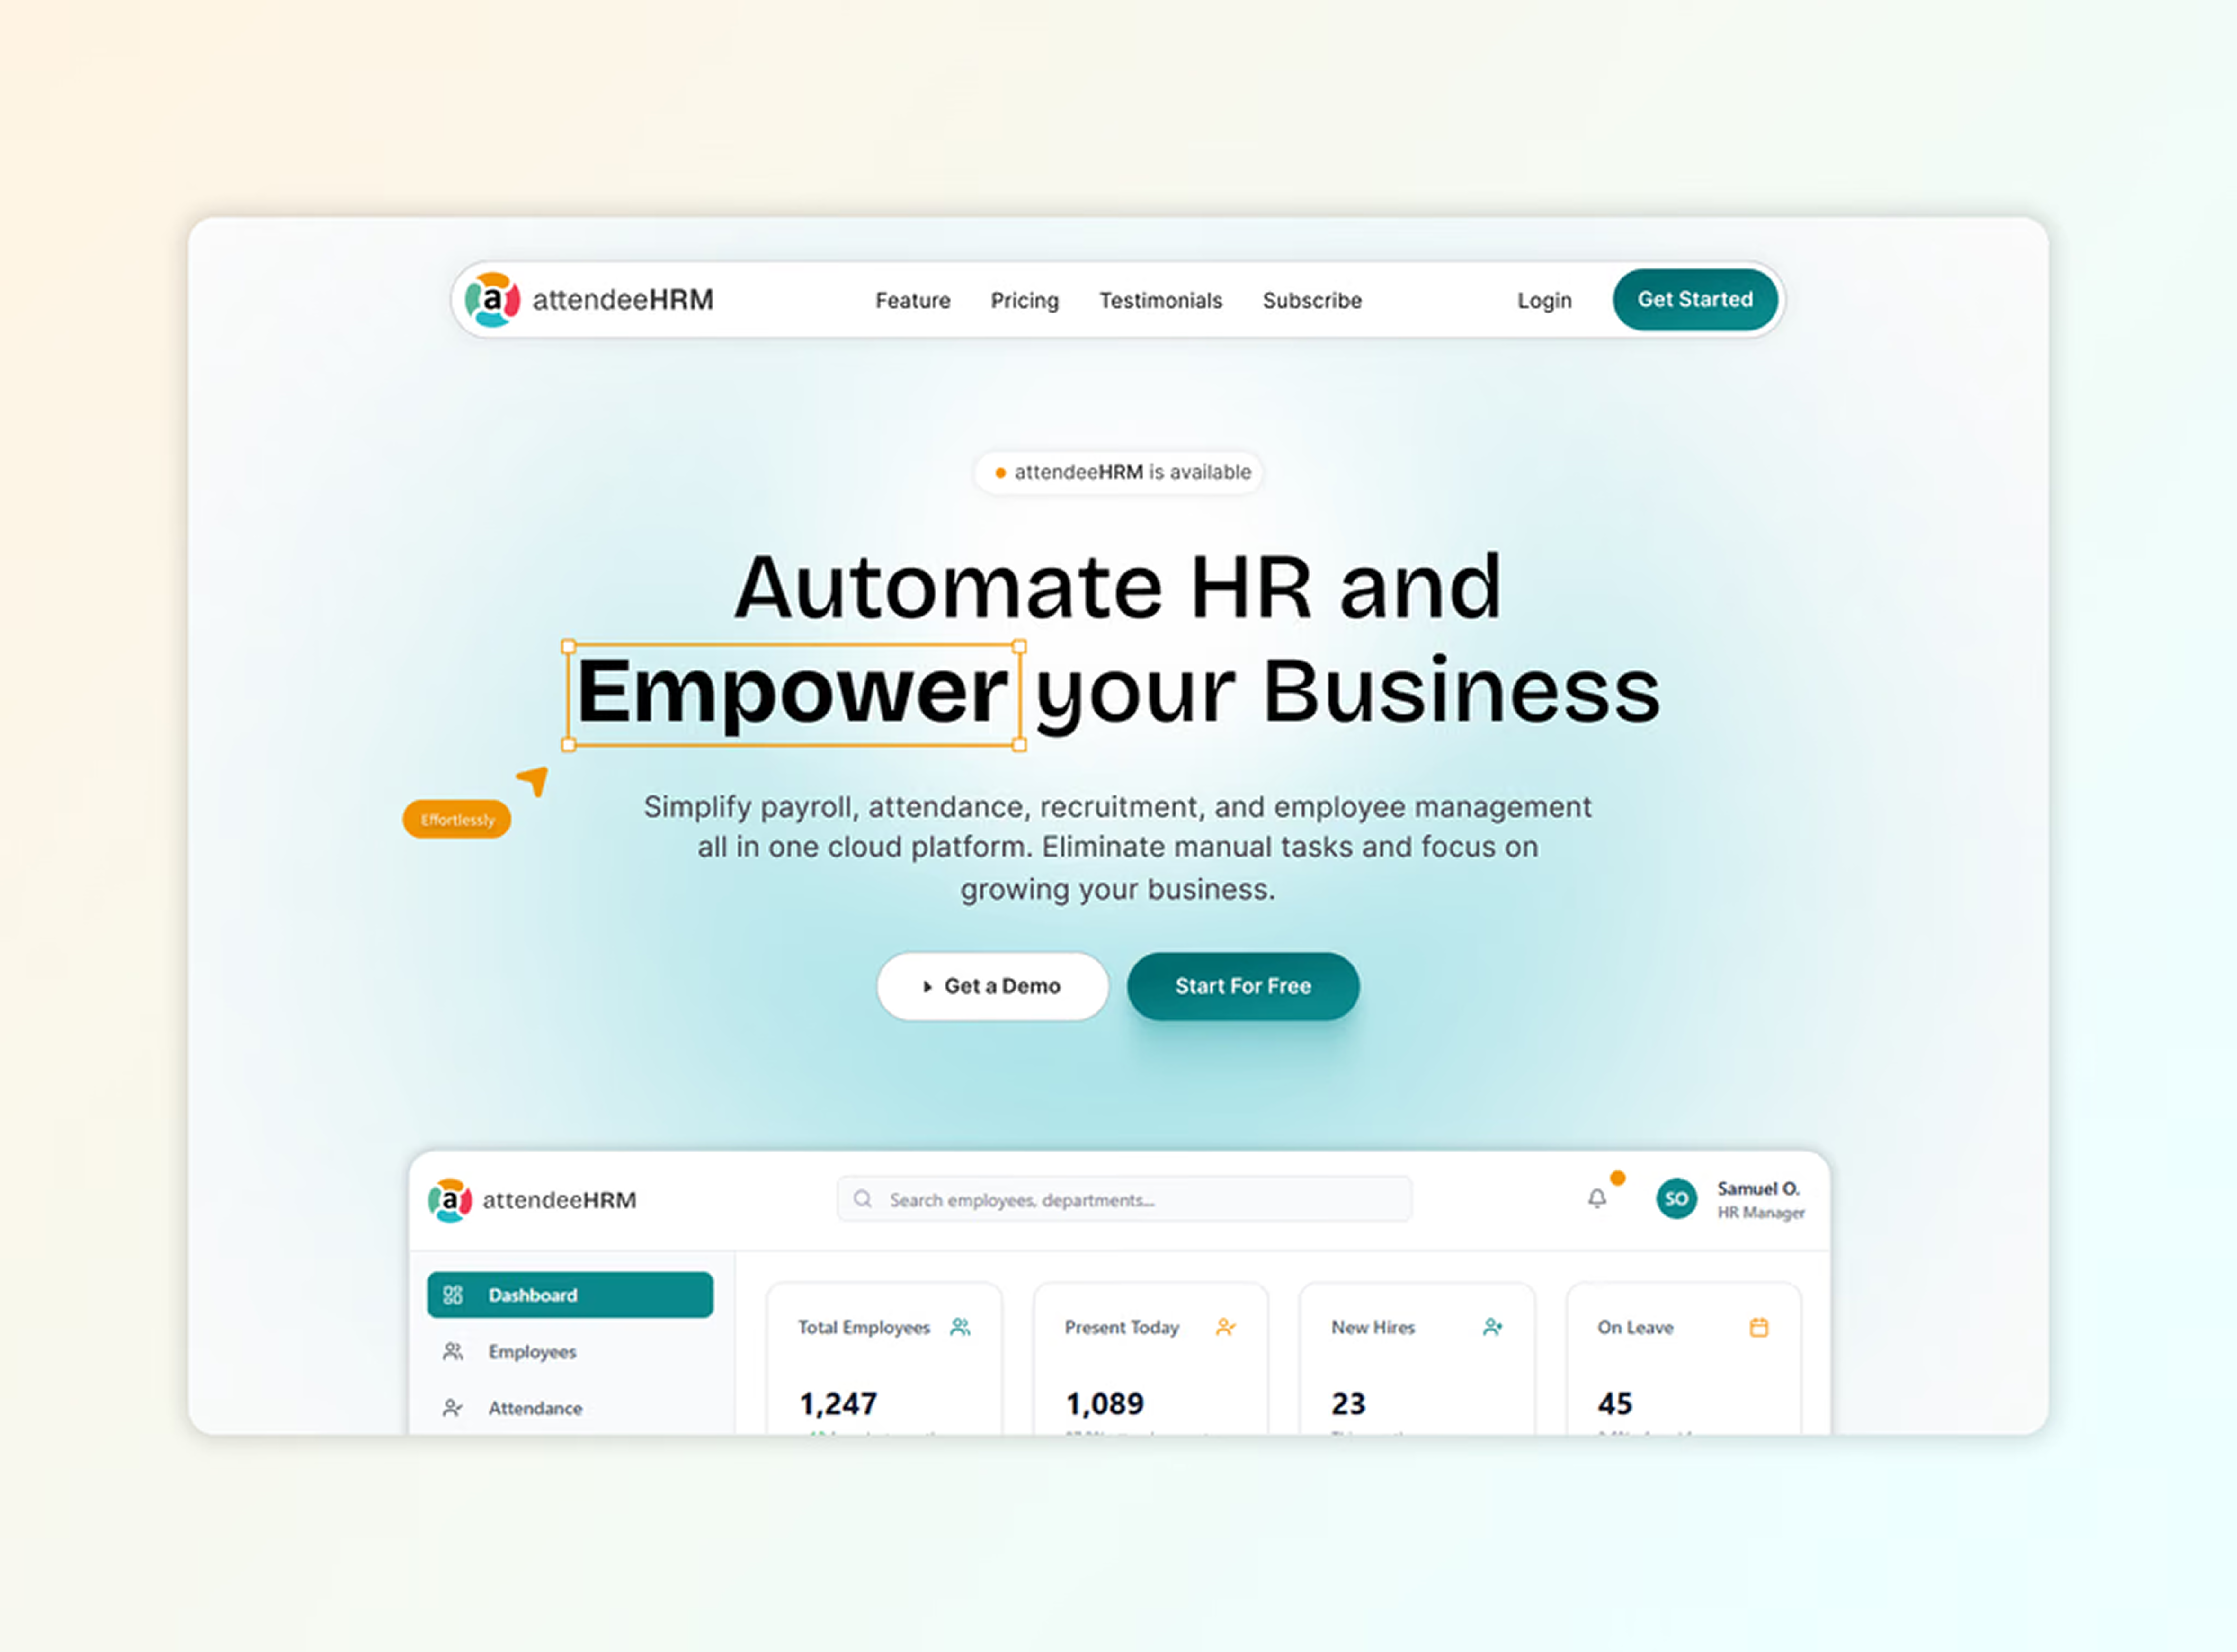 attendeeHRM
Feature Pricing Testimonials Subscribe
Login
Get Started
attendeeHRM is available
Automate HR and
Empower your Business
Effortlessly
Simplify payroll, attendance, recruitment, and employee management
all in one cloud platform. Eliminate manual tasks and focus on
growing your business.
Get a Demo
Start For Free
attendeeHRM
Search employees, departments...
SO
Samuel O.
HR Manager
Dashboard
Employees
Attendance
Total Employees
1,247
Present Today
1,089
New Hires
23
On Leave
45